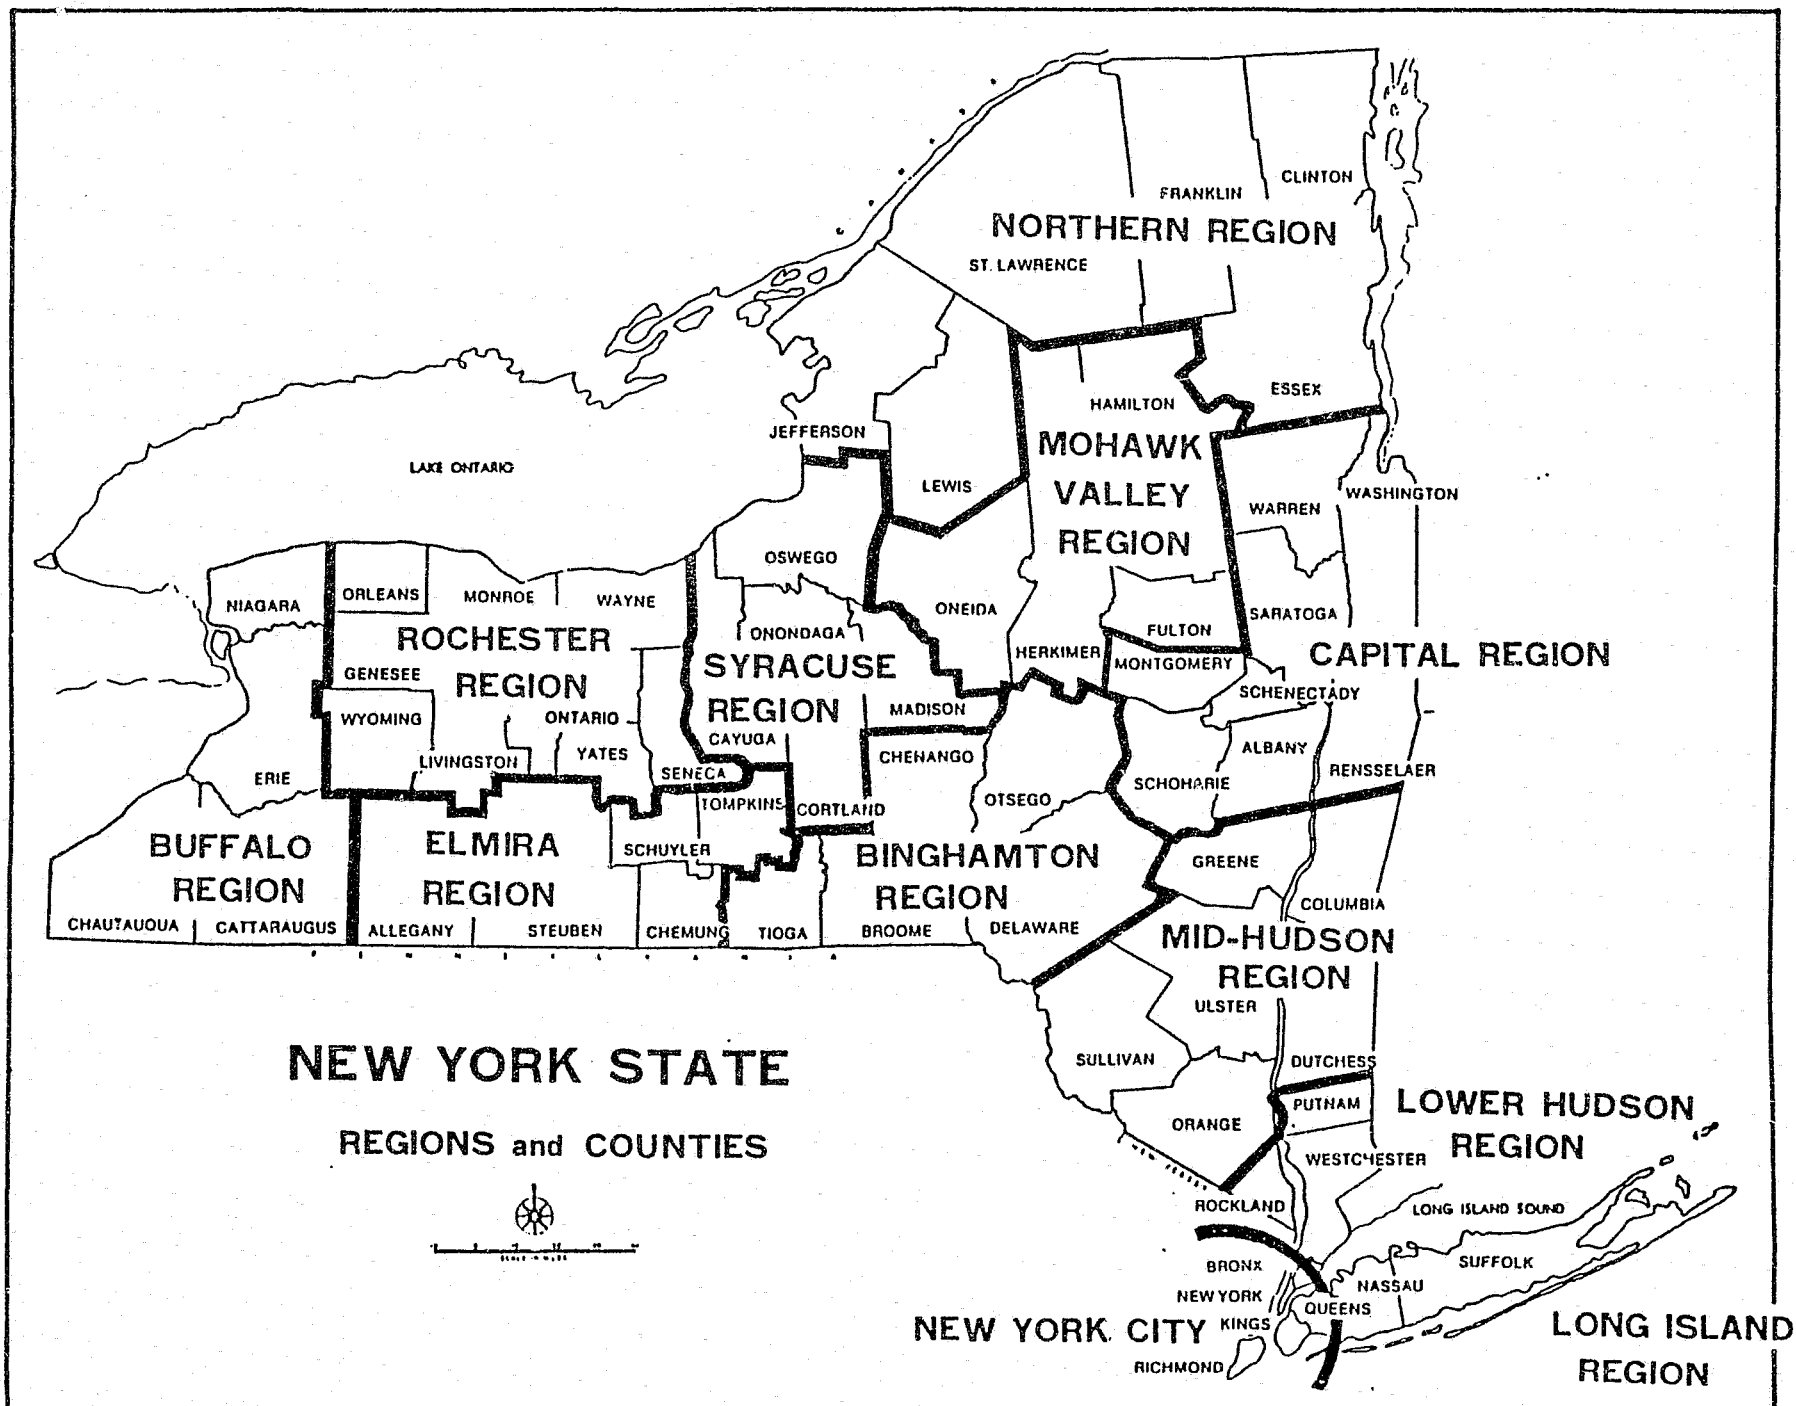 CLINTON
FRANKLIN
NORTHERN REGION
ST. LAWRENCE
ESSEX
HAMILTON
JEFFERSON
MOHAWK
VALLEY
REGION
LAKE ONTARIO
LEWIS
WASHINGTON
WARREN
OSWEGO
ORLEANS
MONROE
WAYNE
NIAGARA
ONEIDA
SARATOGA
FULTON
ONONDAGA
ROCHESTER
REGION
HERKIMER
MONTGOMERY
CAPITAL REGION
SYRACUSE
REGION
GENESEE
SCHENECTADY
WYOMING
ONTARIO
MADISON
CAYUGA
ALBANY
YATES
CHENANGO
LIVINGSTON
SENECA
RENSSELAER
ERIE
SCHOHARIE
OTSEGO
TOMPKINS
CORTLAND
BUFFALO
REGION
ELMIRA
REGION
SCHUYLER
BINGHAMTON
REGION
GREENE
COLUMBIA
CHAUTAUQUA
CATTARAUGUS
ALLEGANY
STEUBEN
CHEMUNG
TIOGA
BROOME
DELAWARE
MID-HUDSON
REGION
ULSTER
NEW YORK STATE
SULLIVAN
DUTCHESS
PUTNAM
LOWER HUDSON
REGION
ORANGE
REGIONS and COUNTIES
WESTCHESTER
ROCKLAND
LONG ISLAND SOUND
SUFFOLK
BRONX
NASSAU
NEW YORK
QUEENS
KINGS
NEW YORK CITY
LONG ISLAND
REGION
RICHMOND